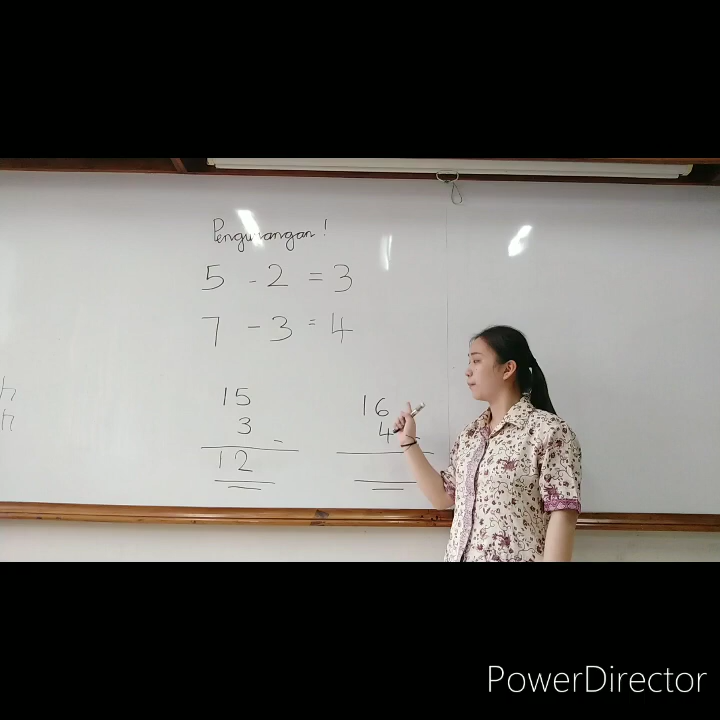 Pengurangan!
5 - 2 = 3
7 - 3 = 4
15
3 -
12
16
4 -
PowerDirector